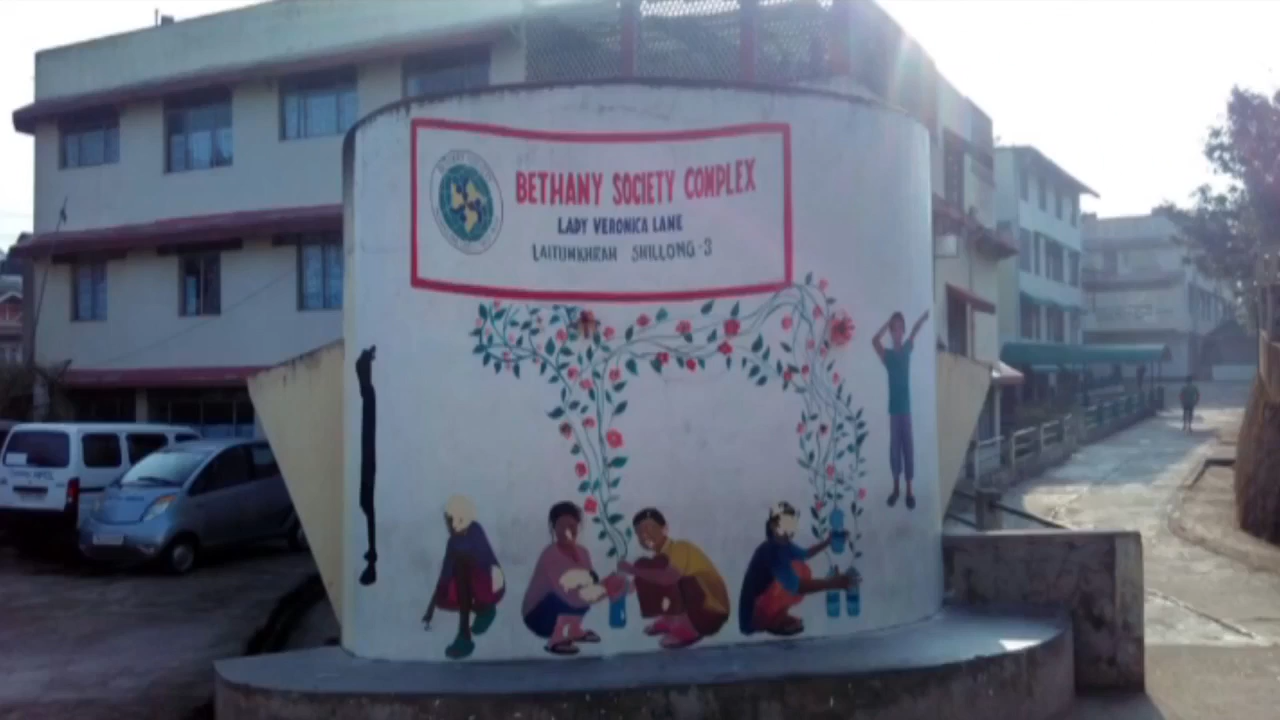 BETHANY SOCIETY COMPLEX
LADY VERONICA LANE
LAITUMKHRAH SHILLONG-3